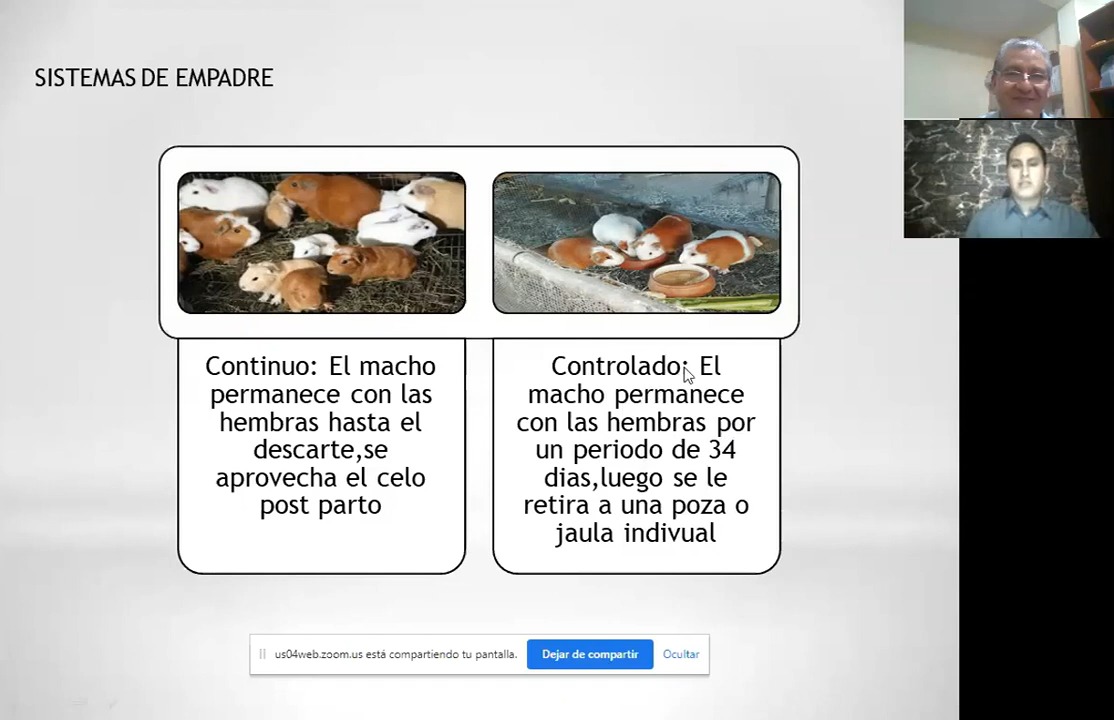 SISTEMAS DE EMPADRE
Continuo: El macho
permanece con las
hembras hasta el
descarte,se
aprovecha el celo
post parto
Controlado: El
macho permanece
con las hembras por
un periodo de 34
dias,luego se le
retira a una poza o
jaula indivual
us04web.zoom.us está compartiendo tu pantalla.
Dejar de compartir
Ocultar